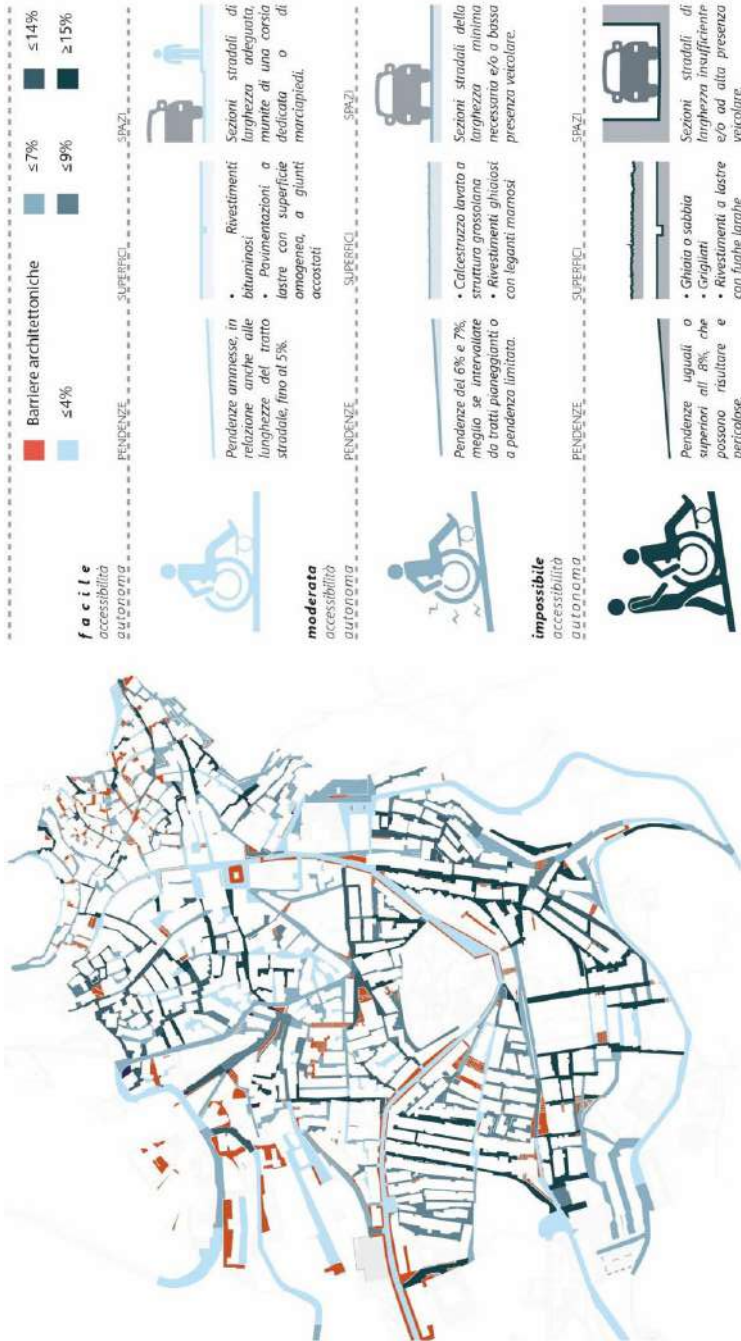 Barriere architettoniche
≤4%
≤7%
≤9%
≤14%
≥15%
facile
accessibilità
autonoma
PENDENZE
Pendenze ammesse, in
relazione anche alle
lunghezze del tratto
stradale, fino al 5%.
SUPERFICI
• Rivestimenti
bituminosi
• Pavimentazioni a
lastre con superficie
omogenea, a giunti
accostati
SPAZI
Sezioni stradali di
larghezza adeguata,
munite di una corsia
dedicata o di
marciapiedi.
moderata
accessibilità
autonoma
PENDENZE
Pendenze del 6% e 7%,
meglio se intervallate
da tratti pianeggianti o
a pendenza limitata.
SUPERFICI
• Calcestruzzo lavato a
struttura grossolana
• Rivestimenti ghiaiosi
con leganti marnosi
SPAZI
Sezioni stradali della
larghezza minima
necessaria e/o a bassa
presenza veicolare.
impossibile
accessibilità
autonoma
PENDENZE
Pendenze uguali o
superiori all 8%, che
possono risultare e
pericolose.
SUPERFICI
• Ghiaia o sabbia
• Grigliati
• Rivestimenti a lastre
con fughe larghe
SPAZI
Sezioni stradali di
larghezza insufficiente
e/o ad alta presenza
veicolare.